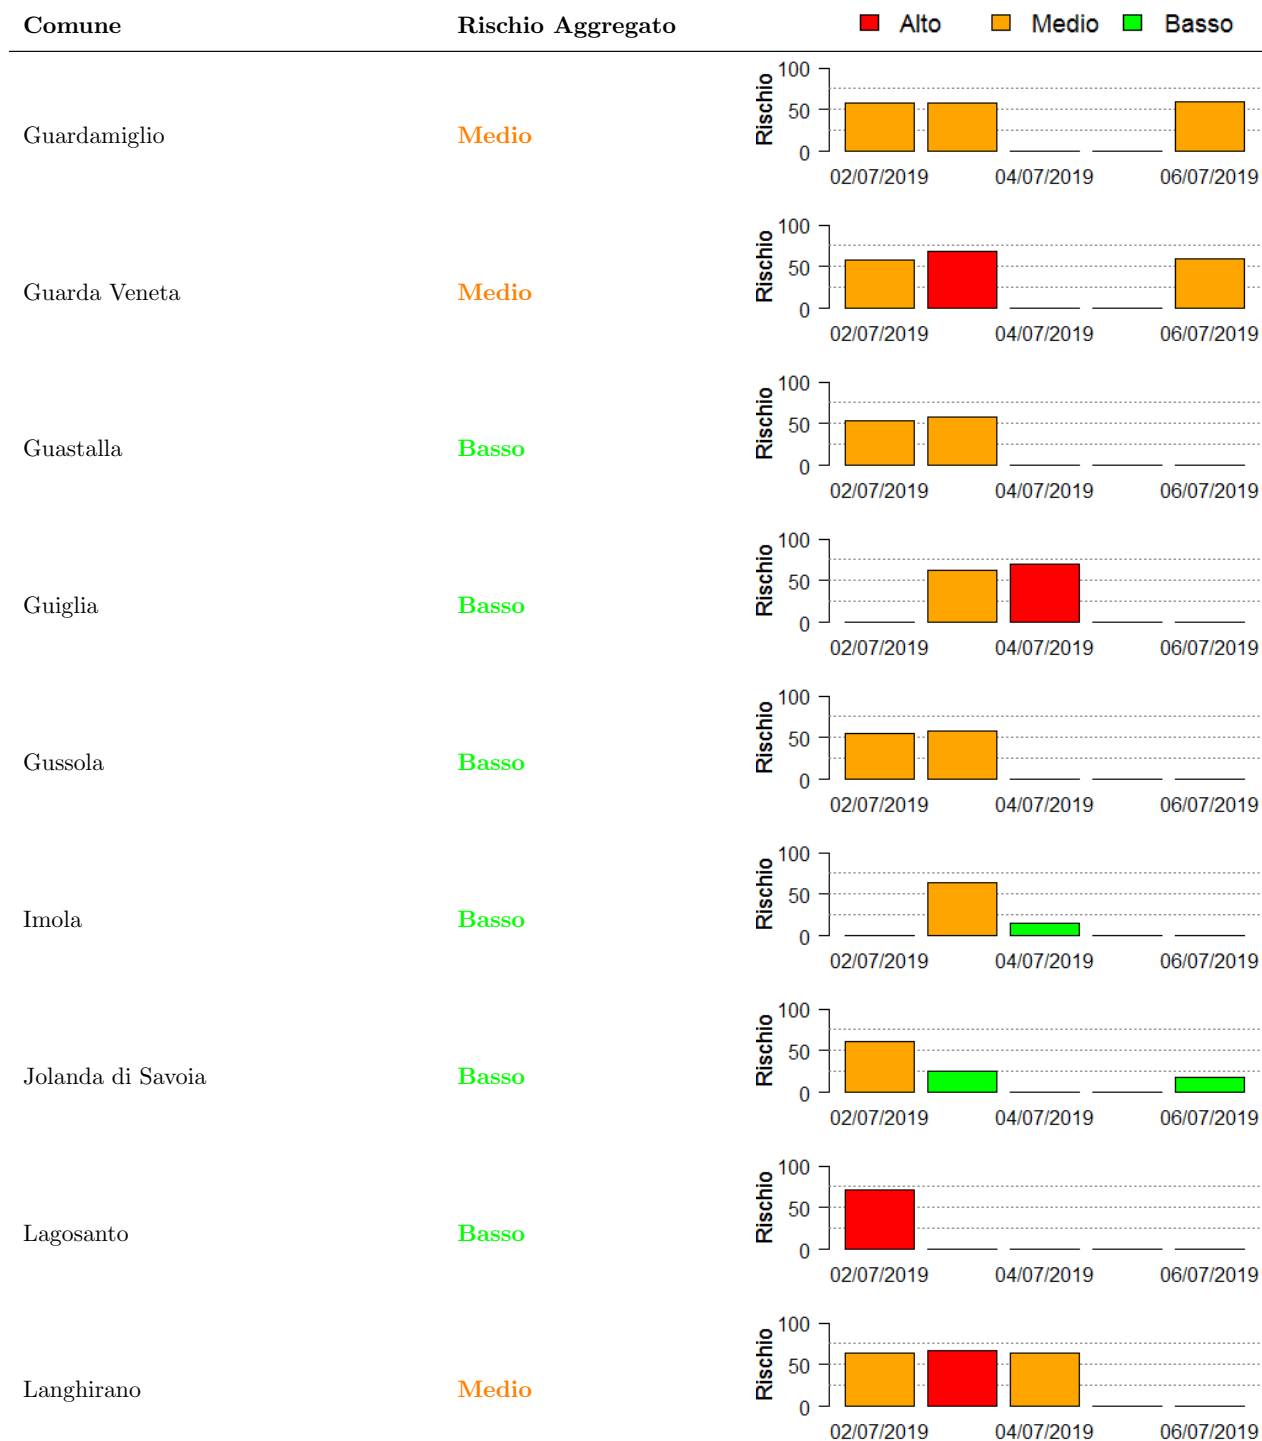 Comune Rischio Aggregato Alto Medio Basso
Guardamiglio Medio
Rischio
100
50
0
02/07/2019 04/07/2019 06/07/2019
Guarda Veneta Medio
Rischio
100
50
0
02/07/2019 04/07/2019 06/07/2019
Guastalla Basso
Rischio
100
50
0
02/07/2019 04/07/2019 06/07/2019
Guiglia Basso
Rischio
100
50
0
02/07/2019 04/07/2019 06/07/2019
Gussola Basso
Rischio
100
50
0
02/07/2019 04/07/2019 06/07/2019
Imola Basso
Rischio
100
50
0
02/07/2019 04/07/2019 06/07/2019
Jolanda di Savoia Basso
Rischio
100
50
0
02/07/2019 04/07/2019 06/07/2019
Lagosanto Basso
Rischio
100
50
0
02/07/2019 04/07/2019 06/07/2019
Langhirano Medio
Rischio
100
50
0
02/07/2019 04/07/2019 06/07/2019